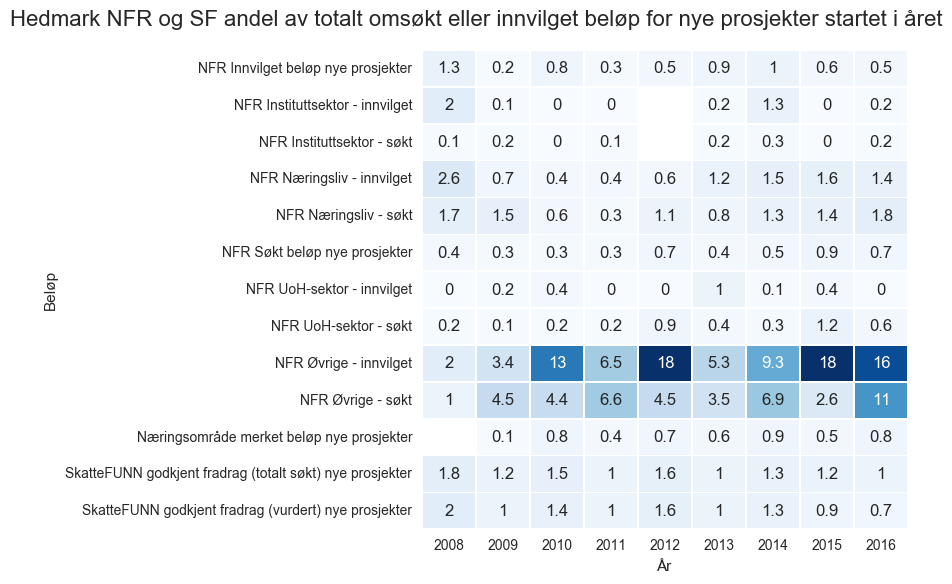 Hedmark NFR og SF andel av totalt omsøkt eller innvilget beløp for nye prosjekter startet i året
Beløp
NFR Innvilget beløp nye prosjekter 1.3 0.2 0.8 0.3 0.5 0.9 1 0.6 0.5
NFR Instituttsektor - innvilget 2 0.1 0 0 0.2 1.3 0 0.2
NFR Instituttsektor - søkt 0.1 0.2 0 0.1 0.2 0.3 0 0.2
NFR Næringsliv - innvilget 2.6 0.7 0.4 0.4 0.6 1.2 1.5 1.6 1.4
NFR Næringsliv - søkt 1.7 1.5 0.6 0.3 1.1 0.8 1.3 1.4 1.8
NFR Søkt beløp nye prosjekter 0.4 0.3 0.3 0.3 0.7 0.4 0.5 0.9 0.7
NFR UoH-sektor - innvilget 0 0.2 0.4 0 0 1 0.1 0.4 0
NFR UoH-sektor - søkt 0.2 0.1 0.2 0.2 0.9 0.4 0.3 1.2 0.6
NFR Øvrige - innvilget 2 3.4 13 6.5 18 5.3 9.3 18 16
NFR Øvrige - søkt 1 4.5 4.4 6.6 4.5 3.5 6.9 2.6 11
Næringsområde merket beløp nye prosjekter 0.1 0.8 0.4 0.7 0.6 0.9 0.5 0.8
SkatteFUNN godkjent fradrag (totalt søkt) nye prosjekter 1.8 1.2 1.5 1 1.6 1 1.3 1.2 1
SkatteFUNN godkjent fradrag (vurdert) nye prosjekter 2 1 1.4 1 1.6 1 1.3 0.9 0.7
2008 2009 2010 2011 2012 2013 2014 2015 2016
År